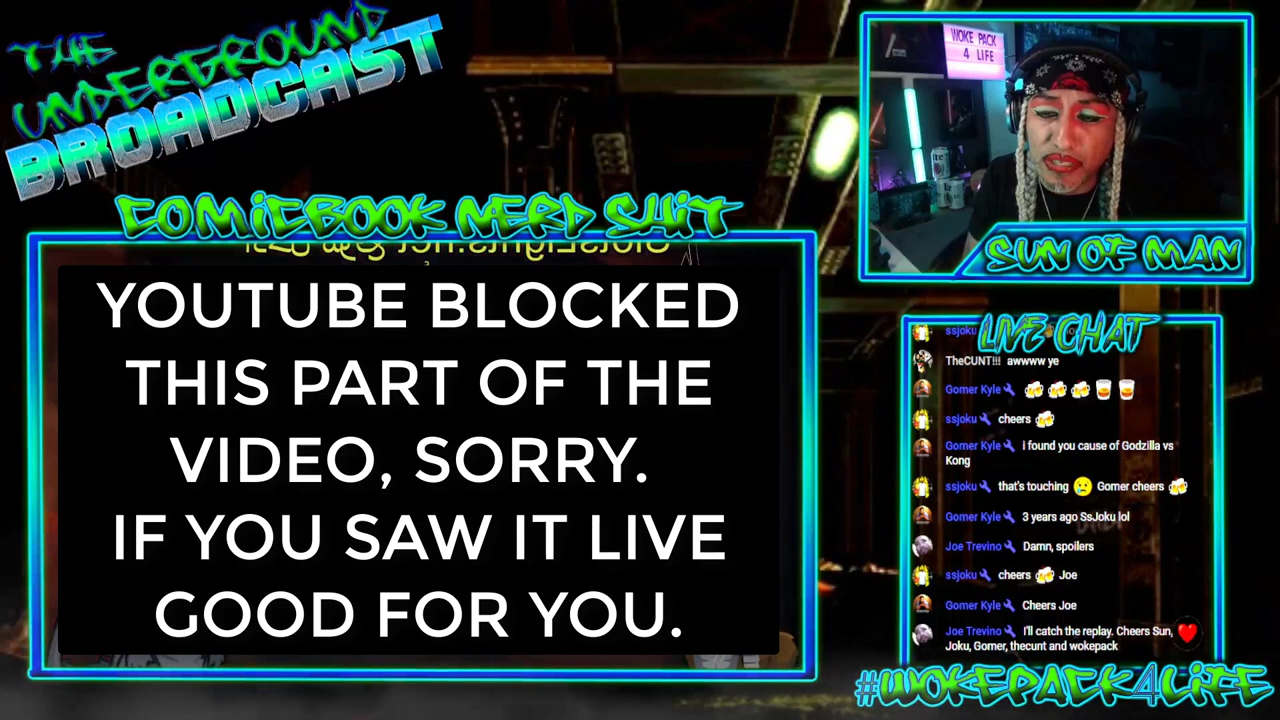 THE
UNDERGROUND
BROADCAST
COMICBOOK NERD SHIT
YOUTUBE BLOCKED
THIS PART OF THE
VIDEO, SORRY.
IF YOU SAW IT LIVE
GOOD FOR YOU.
WOKE PACK
4 LIFE
SUN OF MAN
LIVE CHAT
ssjoku
TheCUNT!!! awwww ye
Gomer Kyle 🔧 🍻 🍻 🍻 🥃 🥃
ssjoku 🔧 cheers 🍻
Gomer Kyle 🔧 i found you cause of Godzilla vs
Kong
ssjoku 🔧 that's touching 😢 Gomer cheers 🍻
Gomer Kyle 🔧 3 years ago SsJoku lol
Joe Trevino 🔧 Damn, spoilers
ssjoku 🔧 cheers 🍻 Joe
Gomer Kyle 🔧 Cheers Joe
Joe Trevino 🔧 I'll catch the replay. Cheers Sun,
Joku, Gomer, thecunt and wokepack
#WOKEPACK4LIFE